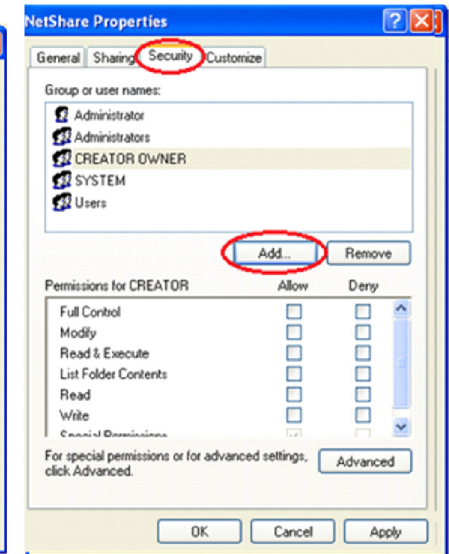 NetShare Properties
General Sharing Security Customize
Group or user names:
Administrator
Administrators
CREATOR OWNER
SYSTEM
Users
Add... Remove
Permissions for CREATOR Allow Deny
Full Control
Modify
Read & Execute
List Folder Contents
Read
Write
Special Permissions
For special permissions or for advanced settings,
click Advanced.
Advanced
OK Cancel Apply